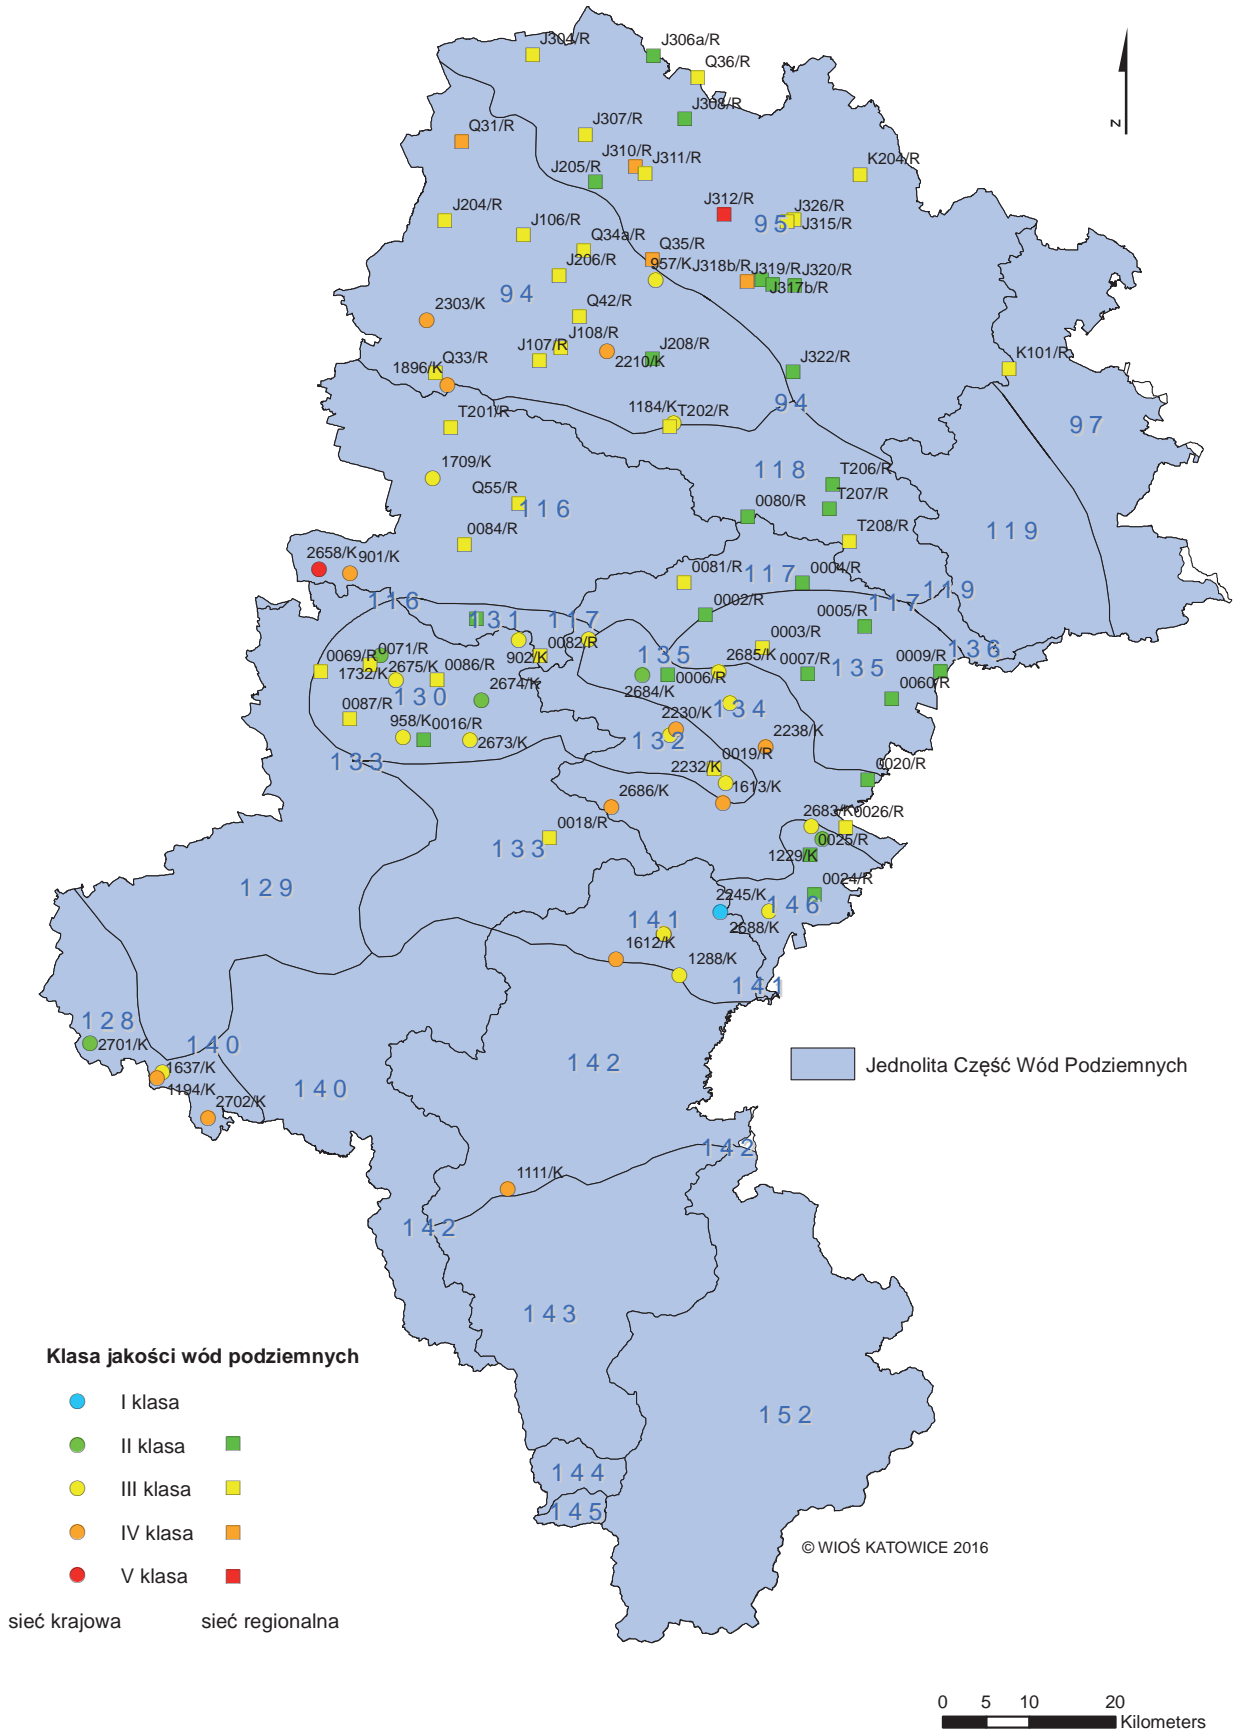 J304/R
J306a/R
Q36/R
J308/R
Q31/R
J307/R
J310/R
J311/R
J205/R
K204/R
J204/R
J106/R
J312/R
J326/R
95
J315/R
Q34a/R
Q35/R
J206/R
957/K
J318b/R
J319/R
J320/R
J317b/R
94
2303/K
Q42/R
J108/R
J107/R
2210/K
J208/R
Q33/R
1896/K
J322/R
K101/R
94
T201/R
1184/K
T202/R
97
1709/K
118
T206/R
Q55/R
T207/R
116
0080/R
0084/R
T208/R
119
2658/K
901/K
0081/R
117
0004/R
116
131
117
0002/R
117
119
0005/R
0003/R
0082/R
902/K
135
2685/K
0007/R
135
0009/R
136
0069/R
0071/R
1732/K
2675/K
0086/R
130
2674/K
2684/K
0006/R
0060/R
0087/R
958/K
0016/R
2673/K
2230/K
134
132
2238/K
133
0019/R
2232/K
1613/K
0020/R
2686/K
2683/K
0026/R
0018/R
133
0025/R
1229/K
129
0024/R
2245/K
146
141
2688/K
1612/K
1288/K
141
128
2701/K
140
1637/K
1194/K
140
2702/K
142
142
1111/K
142
143
152
144
145
N
Jednolita Część Wód Podziemnych
Klasa jakości wód podziemnych
I klasa
II klasa
III klasa
IV klasa
V klasa
sieć krajowa sieć regionalna
© WIOŚ KATOWICE 2016
0 5 10 20
Kilometers